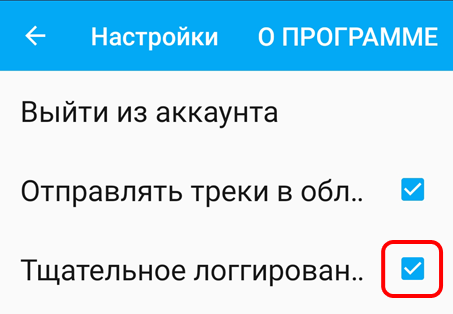 Настройки О ПРОГРАММЕ
Выйти из аккаунта
Отправлять треки в обл..
Тщательное логгирован..